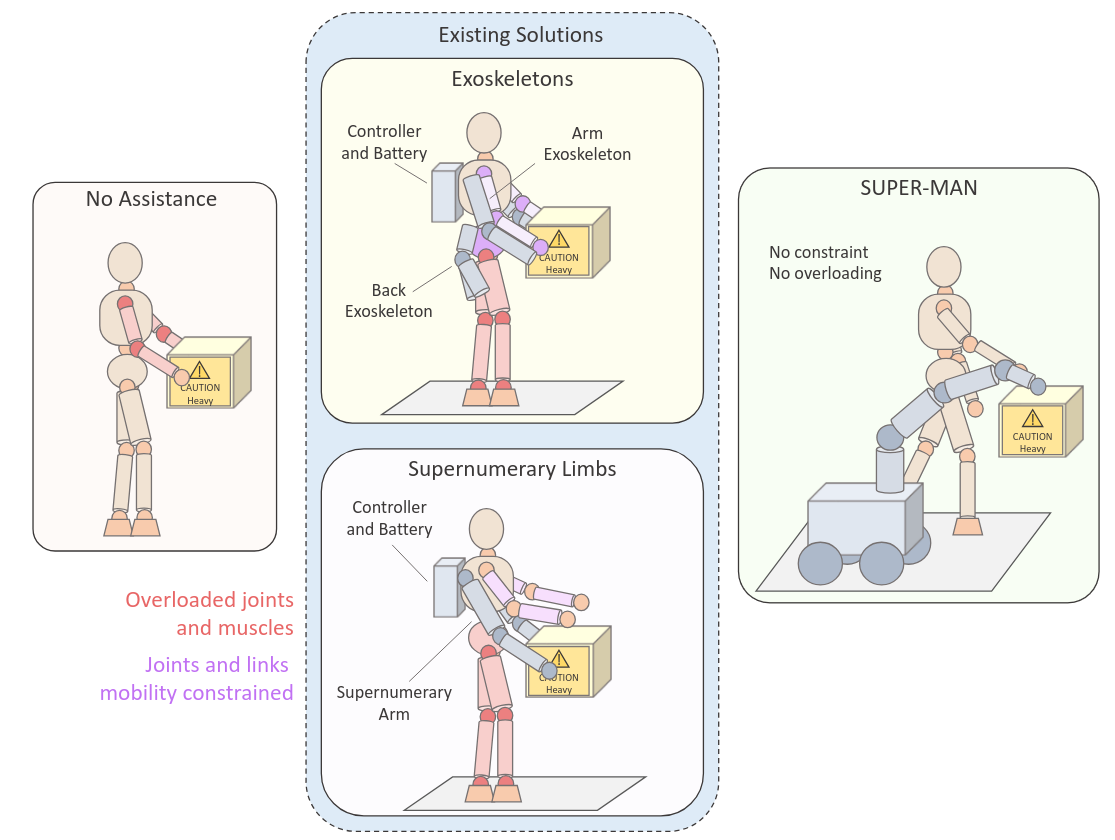 No Assistance
CAUTION
Heavy
Overloaded joints
and muscles
Joints and links
mobility constrained
Existing Solutions
Exoskeletons
Controller
and Battery
Arm
Exoskeleton
Back
Exoskeleton
CAUTION
Heavy
Supernumerary Limbs
Controller
and Battery
Supernumerary
Arm
CAUTION
Heavy
SUPER-MAN
No constraint
No overloading
CAUTION
Heavy